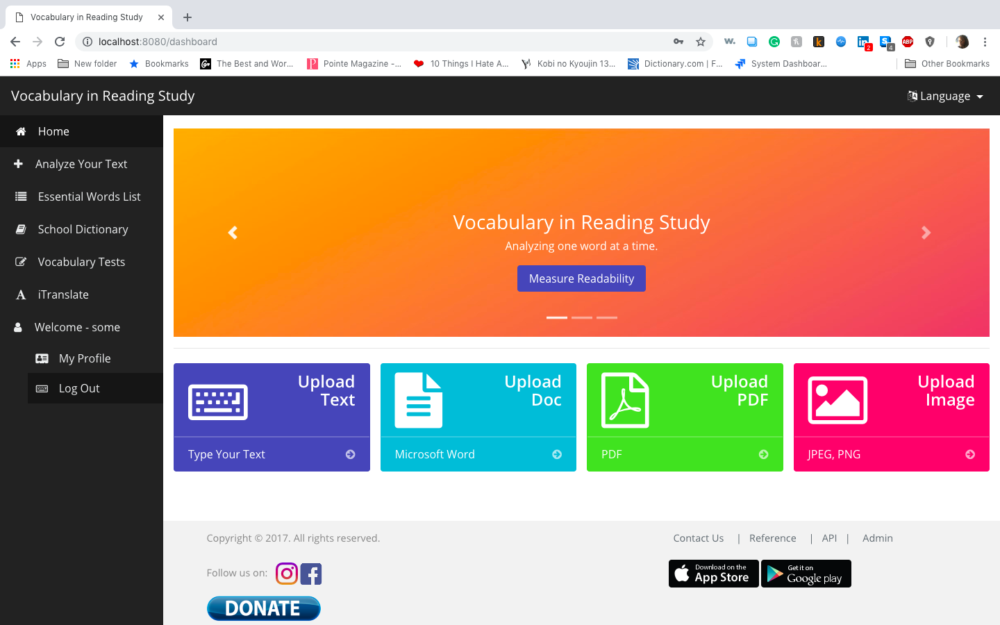 Vocabulary in Reading Study
localhost:8080/dashboard
W.
k
2
4
ABP
Apps
New folder
Bookmarks
The Best and Wor...
Pointe Magazine -...
10 Things I Hate A...
Kobi no Kyoujin 13...
Dictionary.com | F...
System Dashboar...
Other Bookmarks
Vocabulary in Reading Study
Language
Home
Analyze Your Text
Essential Words List
School Dictionary
Vocabulary Tests
iTranslate
Welcome - some
My Profile
Log Out
Vocabulary in Reading Study
Analyzing one word at a time.
Measure Readability
Upload
Text
Type Your Text
Upload
Doc
Microsoft Word
Upload
PDF
PDF
Upload
Image
JPEG, PNG
Copyright © 2017. All rights reserved.
Contact Us | Reference | API | Admin
Follow us on:
Download on the
App Store
Get it on
Google play
DONATE